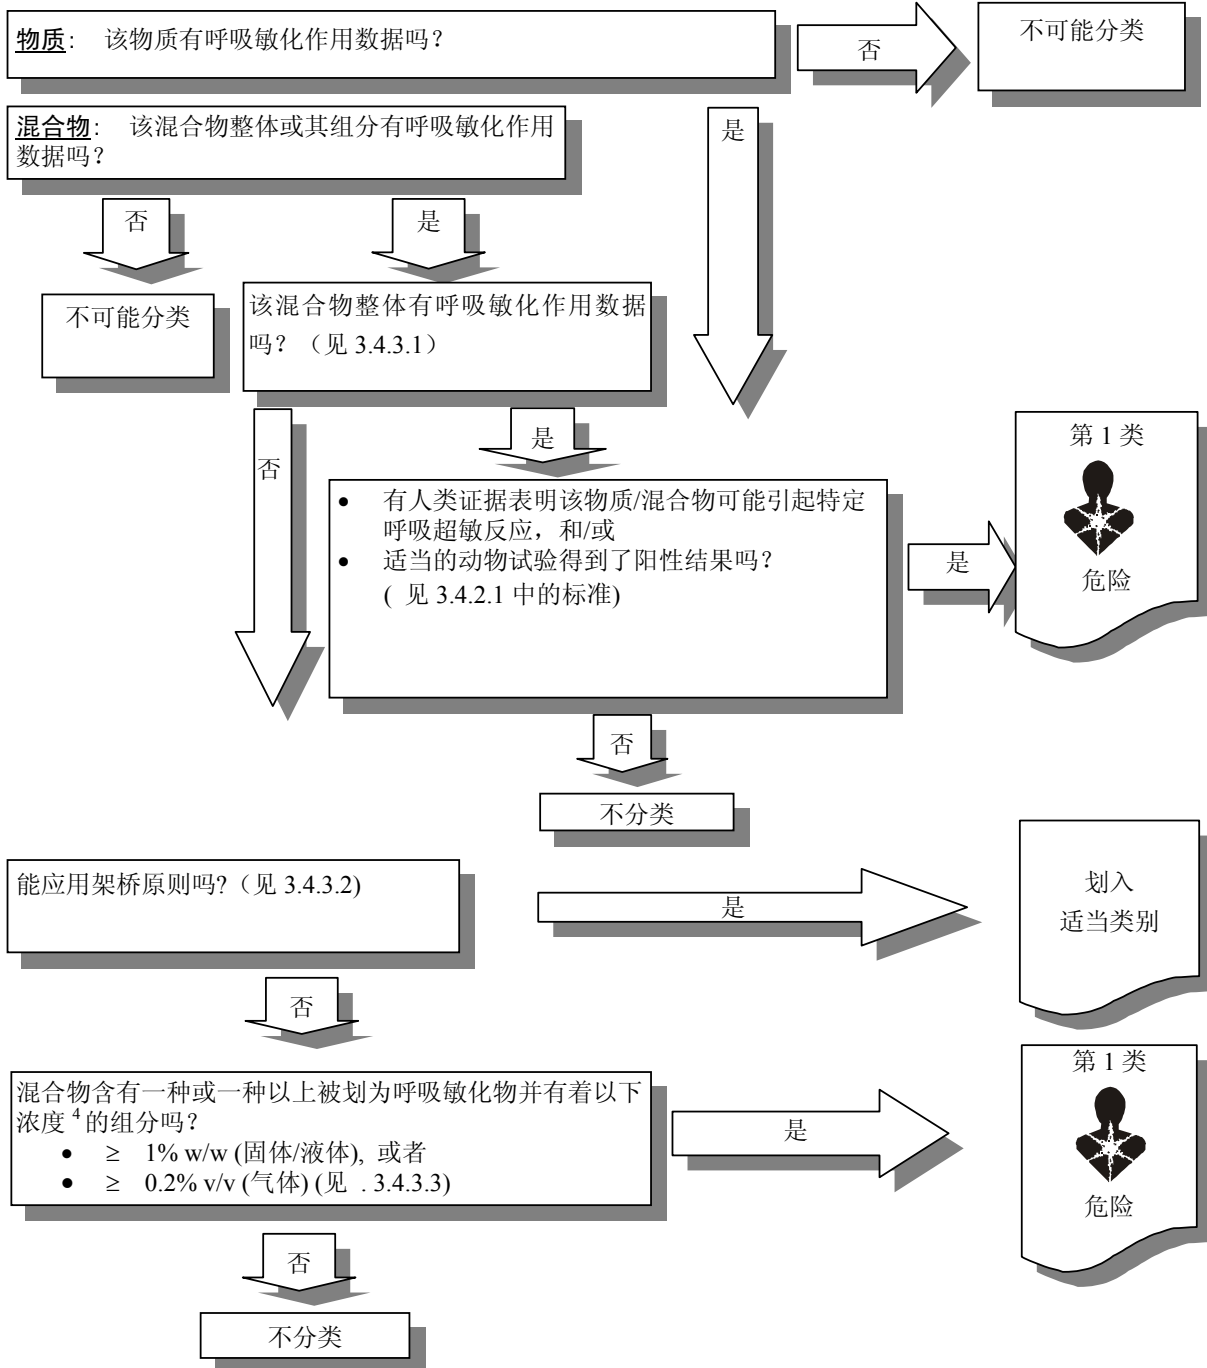 物质： 该物质有呼吸敏化作用数据吗？
否
不可能分类
混合物： 该混合物整体或其组分有呼吸敏化作用
数据吗？
是
否
是
不可能分类
该混合物整体有呼吸敏化作用数据
吗？（见 3.4.3.1）
否
是
• 有人类证据表明该物质/混合物可能引起特定
呼吸超敏反应，和/或
• 适当的动物试验得到了阳性结果吗？
( 见 3.4.2.1 中的标准)
是
第 1 类
危险
否
不分类
能应用架桥原则吗?（见 3.4.3.2)
是
划入
适当类别
否
混合物含有一种或一种以上被划为呼吸敏化物并有着以下
浓度 4 的组分吗？
• ≥ 1% w/w (固体/液体), 或者
• ≥ 0.2% v/v (气体) (见 . 3.4.3.3)
是
第 1 类
危险
否
不分类